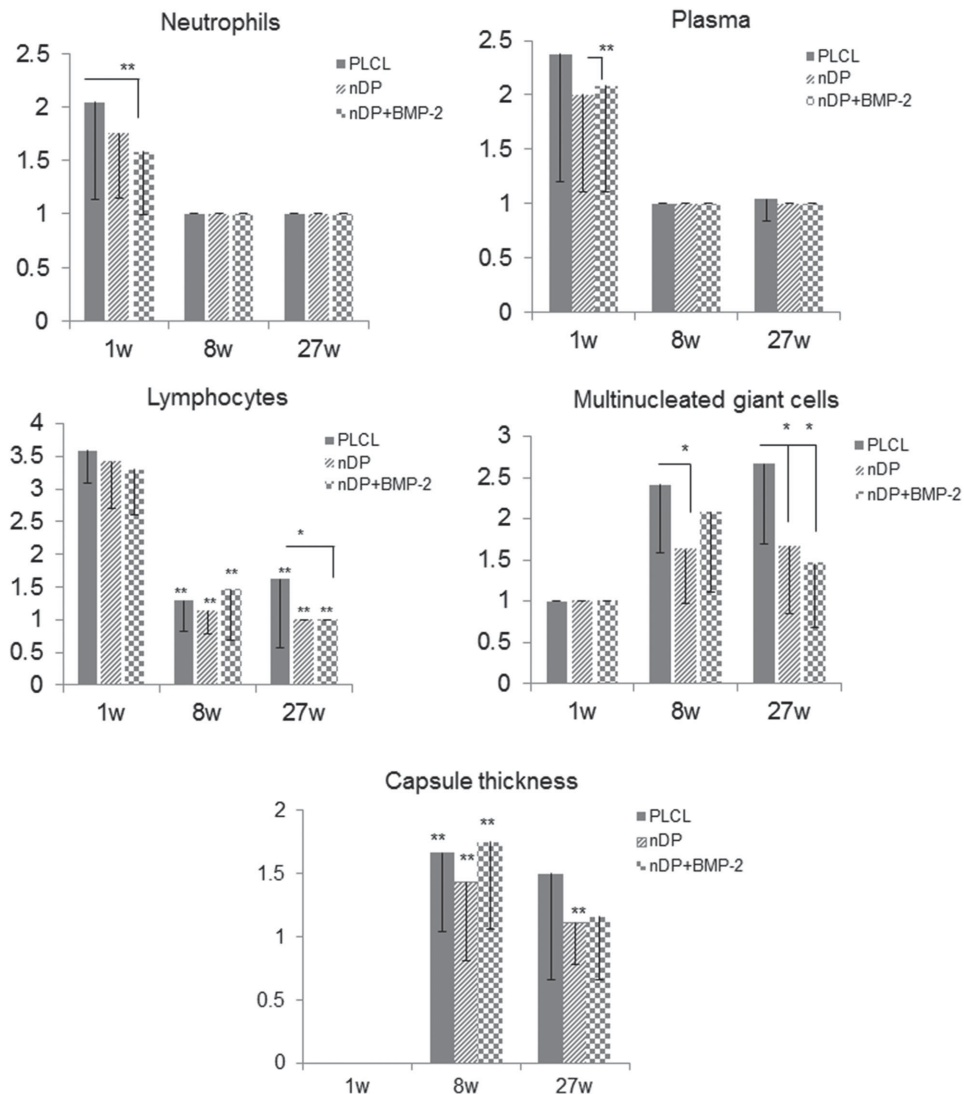 Neutrophils
2.5
2
1.5
1
0.5
0
**
PLCL
nDP
nDP+BMP-2
1w 8w 27w
Plasma
2.5
2
1.5
1
0.5
0
**
PLCL
nDP
nDP+BMP-2
1w 8w 27w
Lymphocytes
4
3.5
3
2.5
2
1.5
1
0.5
0
PLCL
nDP
nDP+BMP-2
*
** ** ** ** ** **
1w 8w 27w
Multinucleated giant cells
3
2.5
2
1.5
1
0.5
0
* * *
PLCL
nDP
nDP+BMP-2
1w 8w 27w
Capsule thickness
2
1.5
1
0.5
0
** ** ** **
PLCL
nDP
nDP+BMP-2
1w 8w 27w